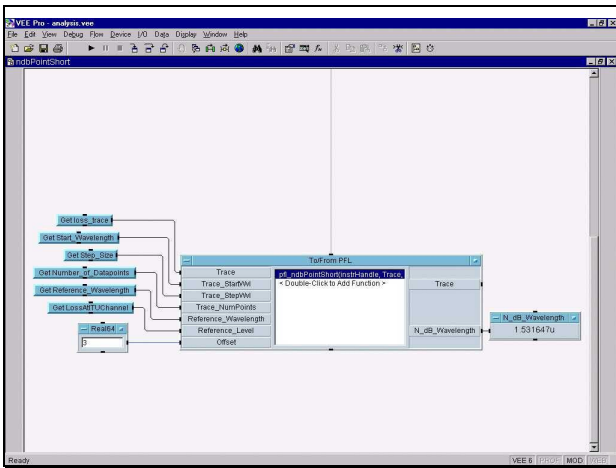 VEE Pro - analysis.vee
File Edit View Debug Flow Device I/O Data Display Window Help
ndbPointShort
Get loss_trace
Get Start_Wavelength
Get Step_Size
Get Number_of_Datapoints
Get Reference_Wavelength
Get LossAtITUChannel
Real64
3
To/From PFL
Trace
Trace_StartWvl
Trace_StepWvl
Trace_NumPoints
Reference_Wavelength
Reference_Level
Offset
pfl_ndbPointShort(instrHandle, Trace,
< Double-Click to Add Function >
Trace
N_dB_Wavelength
N_dB_Wavelength
1.531647u
Ready
VEE 6 PROF MOD WEB